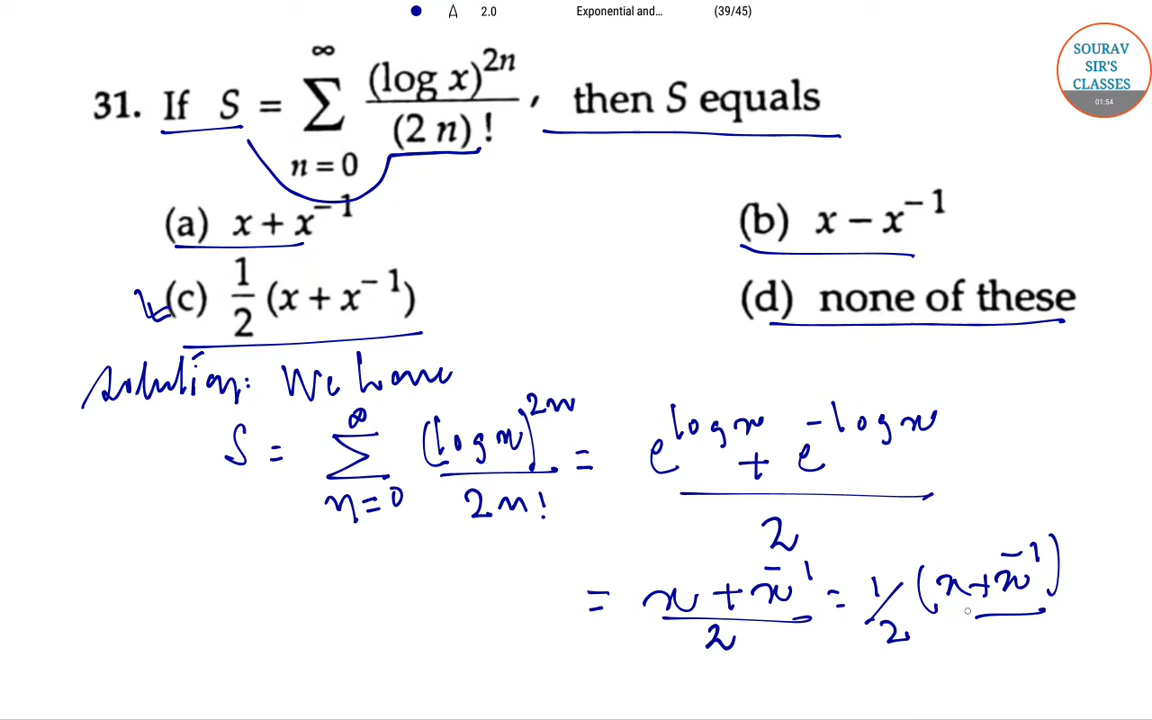 2.0 Exponential and... (39/45)
SOURAV
SIR'S
CLASSES
01:54
31. If S = ∑_{n=0}^{∞} (log x)^{2n} / (2 n)! , then S equals
(a) x + x^{-1} (b) x − x^{-1}
(c) 1/2 (x + x^{-1}) (d) none of these
Solution: We have
S = ∑_{n=0}^{∞} (log x)^{2n} / 2n! = e^{log x} + e^{-log x} / 2
= x + x^{-1} / 2 = 1/2 (x + x^{-1})